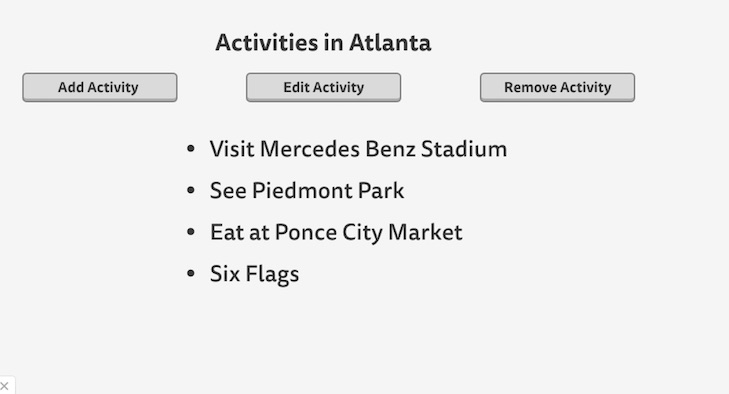 Activities in Atlanta
Add Activity Edit Activity Remove Activity
• Visit Mercedes Benz Stadium
• See Piedmont Park
• Eat at Ponce City Market
• Six Flags